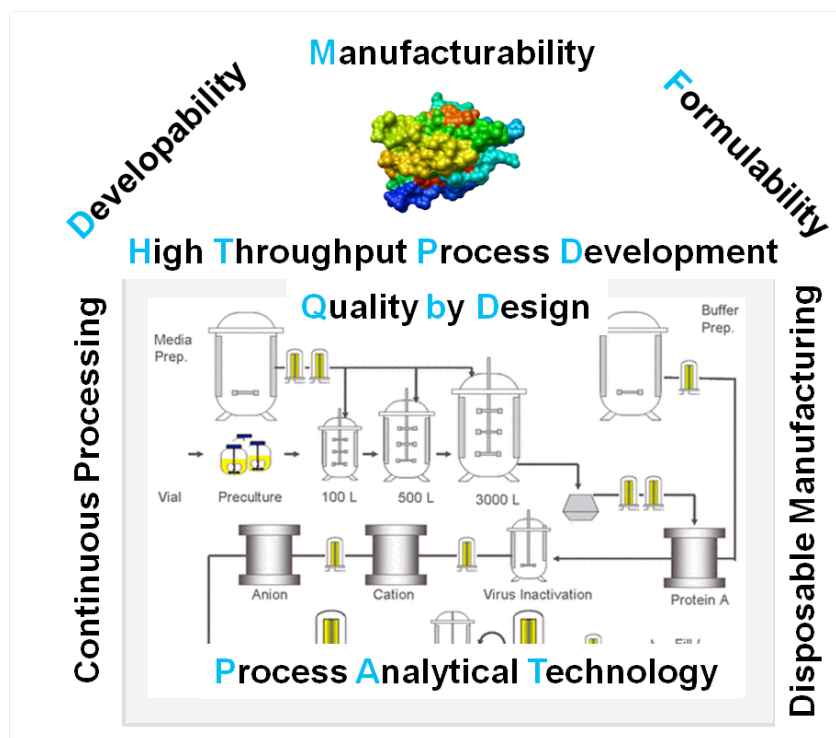 Manufacturability
Developability
Formulability
High Throughput Process Development
Quality by Design
Continuous Processing
Disposable Manufacturing
Media
Prep.
Buffer
Prep.
Vial
Preculture
100 L
500 L
3000 L
Anion
Cation
Virus Inactivation
Protein A
Fill /
Process Analytical Technology